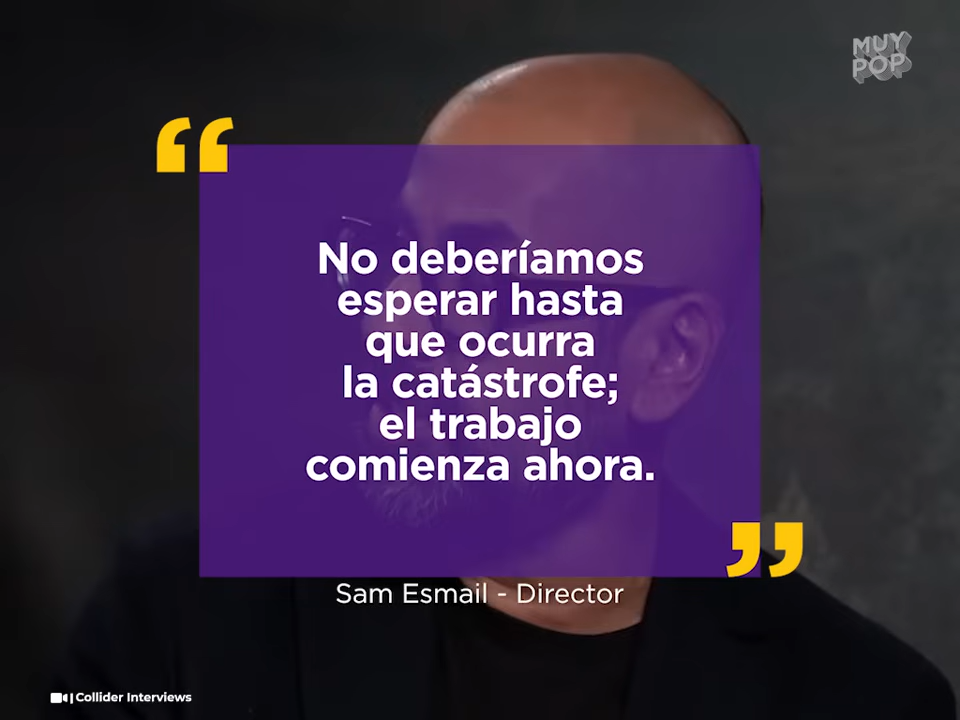 MUY
POP
“
No deberíamos
esperar hasta
que ocurra
la catástrofe;
el trabajo
comienza ahora.
”
Sam Esmail - Director
Collider Interviews